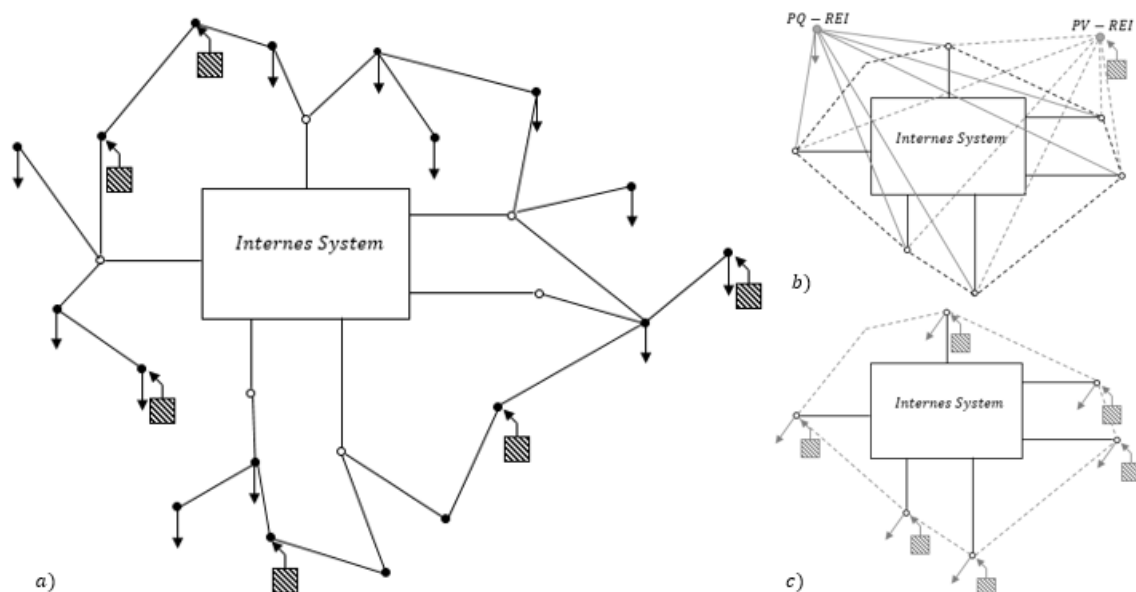 Internes System
a)
PQ - REI
PV - REI
Internes System
b)
Internes System
c)